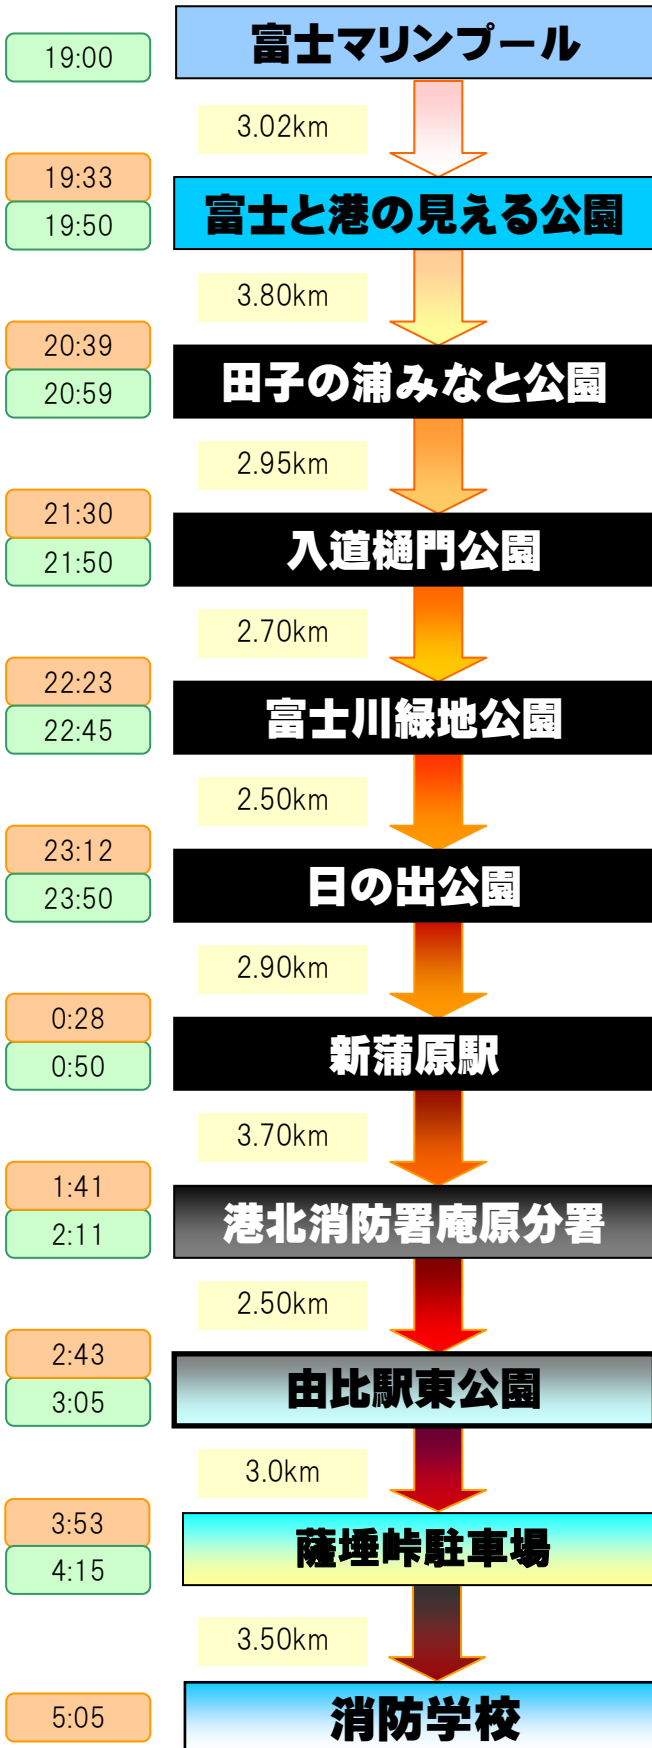 19:00
富士マリンプール
3.02km
19:33
19:50
富士と港の見える公園
3.80km
20:39
20:59
田子の浦みなと公園
2.95km
21:30
21:50
入道樋門公園
2.70km
22:23
22:45
富士川緑地公園
2.50km
23:12
23:50
日の出公園
2.90km
0:28
0:50
新蒲原駅
3.70km
1:41
2:11
港北消防署庵原分署
2.50km
2:43
3:05
由比駅東公園
3.0km
3:53
4:15
薩埵峠駐車場
3.50km
5:05
消防学校